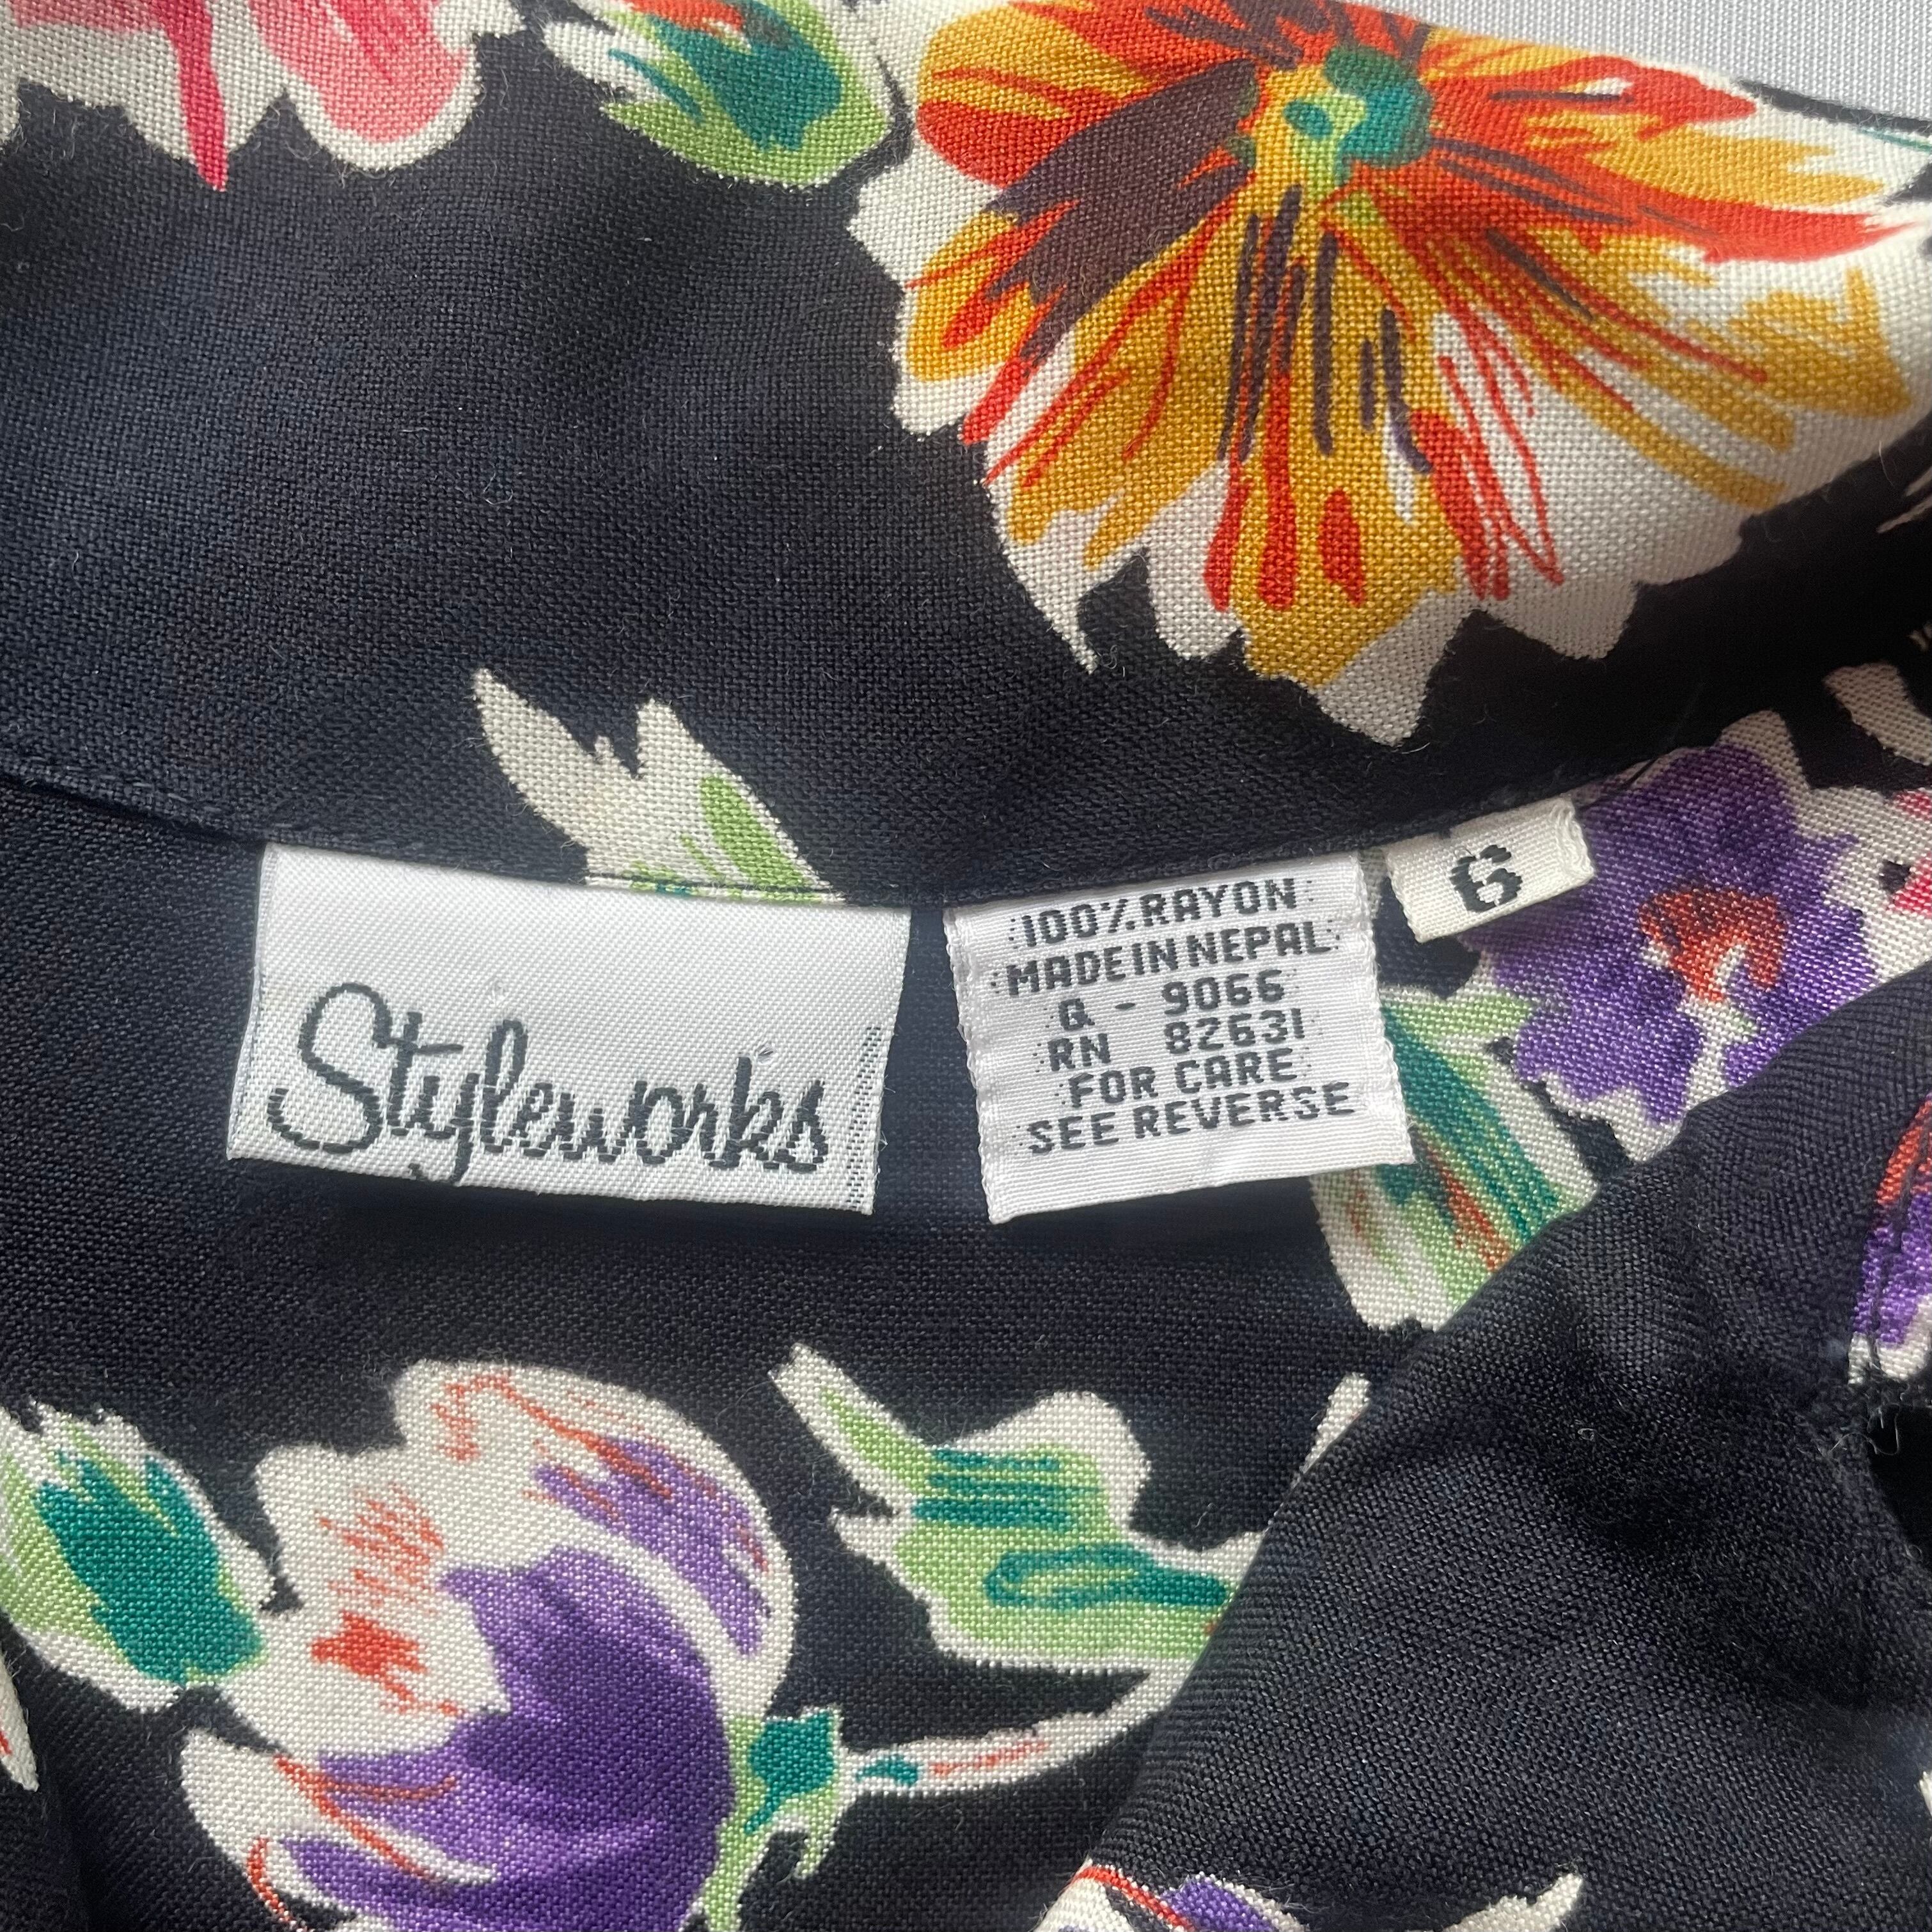 Styleworks
100% RAYON
MADE IN NEPAL
Q - 9066
RN 82631
FOR CARE
SEE REVERSE
6